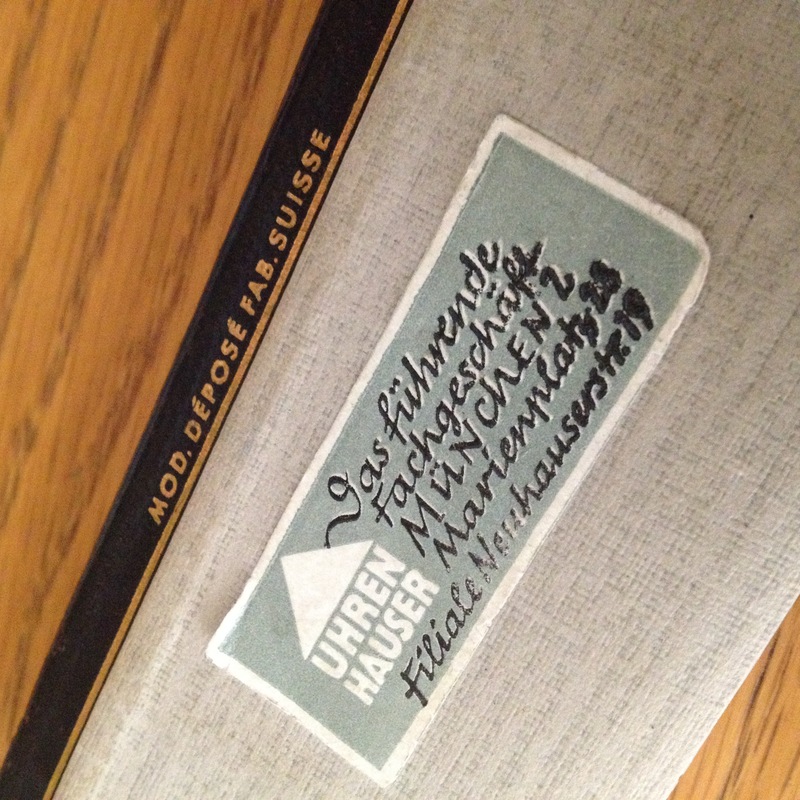 MOD. DÉPOSÉ FAB. SUISSE
Das führende
Fachgeschäft
MÜNCHEN 2
Marienplatz 28
Filiale Neuhauserstr. 19
UHREN
HAUSER